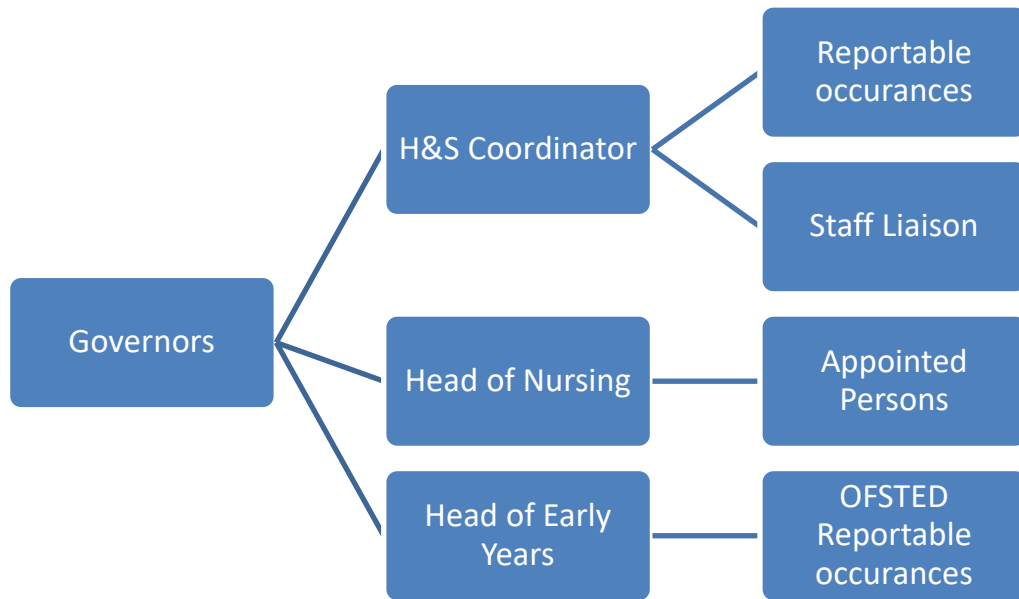 Governors
H&S Coordinator
Reportable
occurances
Staff Liaison
Head of Nursing
Appointed
Persons
Head of Early
Years
OFSTED
Reportable
occurances